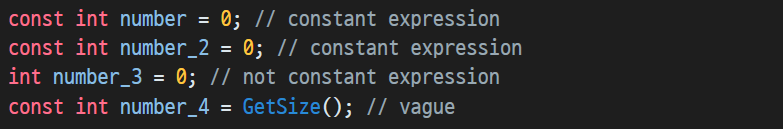 const int number = 0; // constant expression
const int number_2 = 0; // constant expression
int number_3 = 0; // not constant expression
const int number_4 = GetSize(); // vague